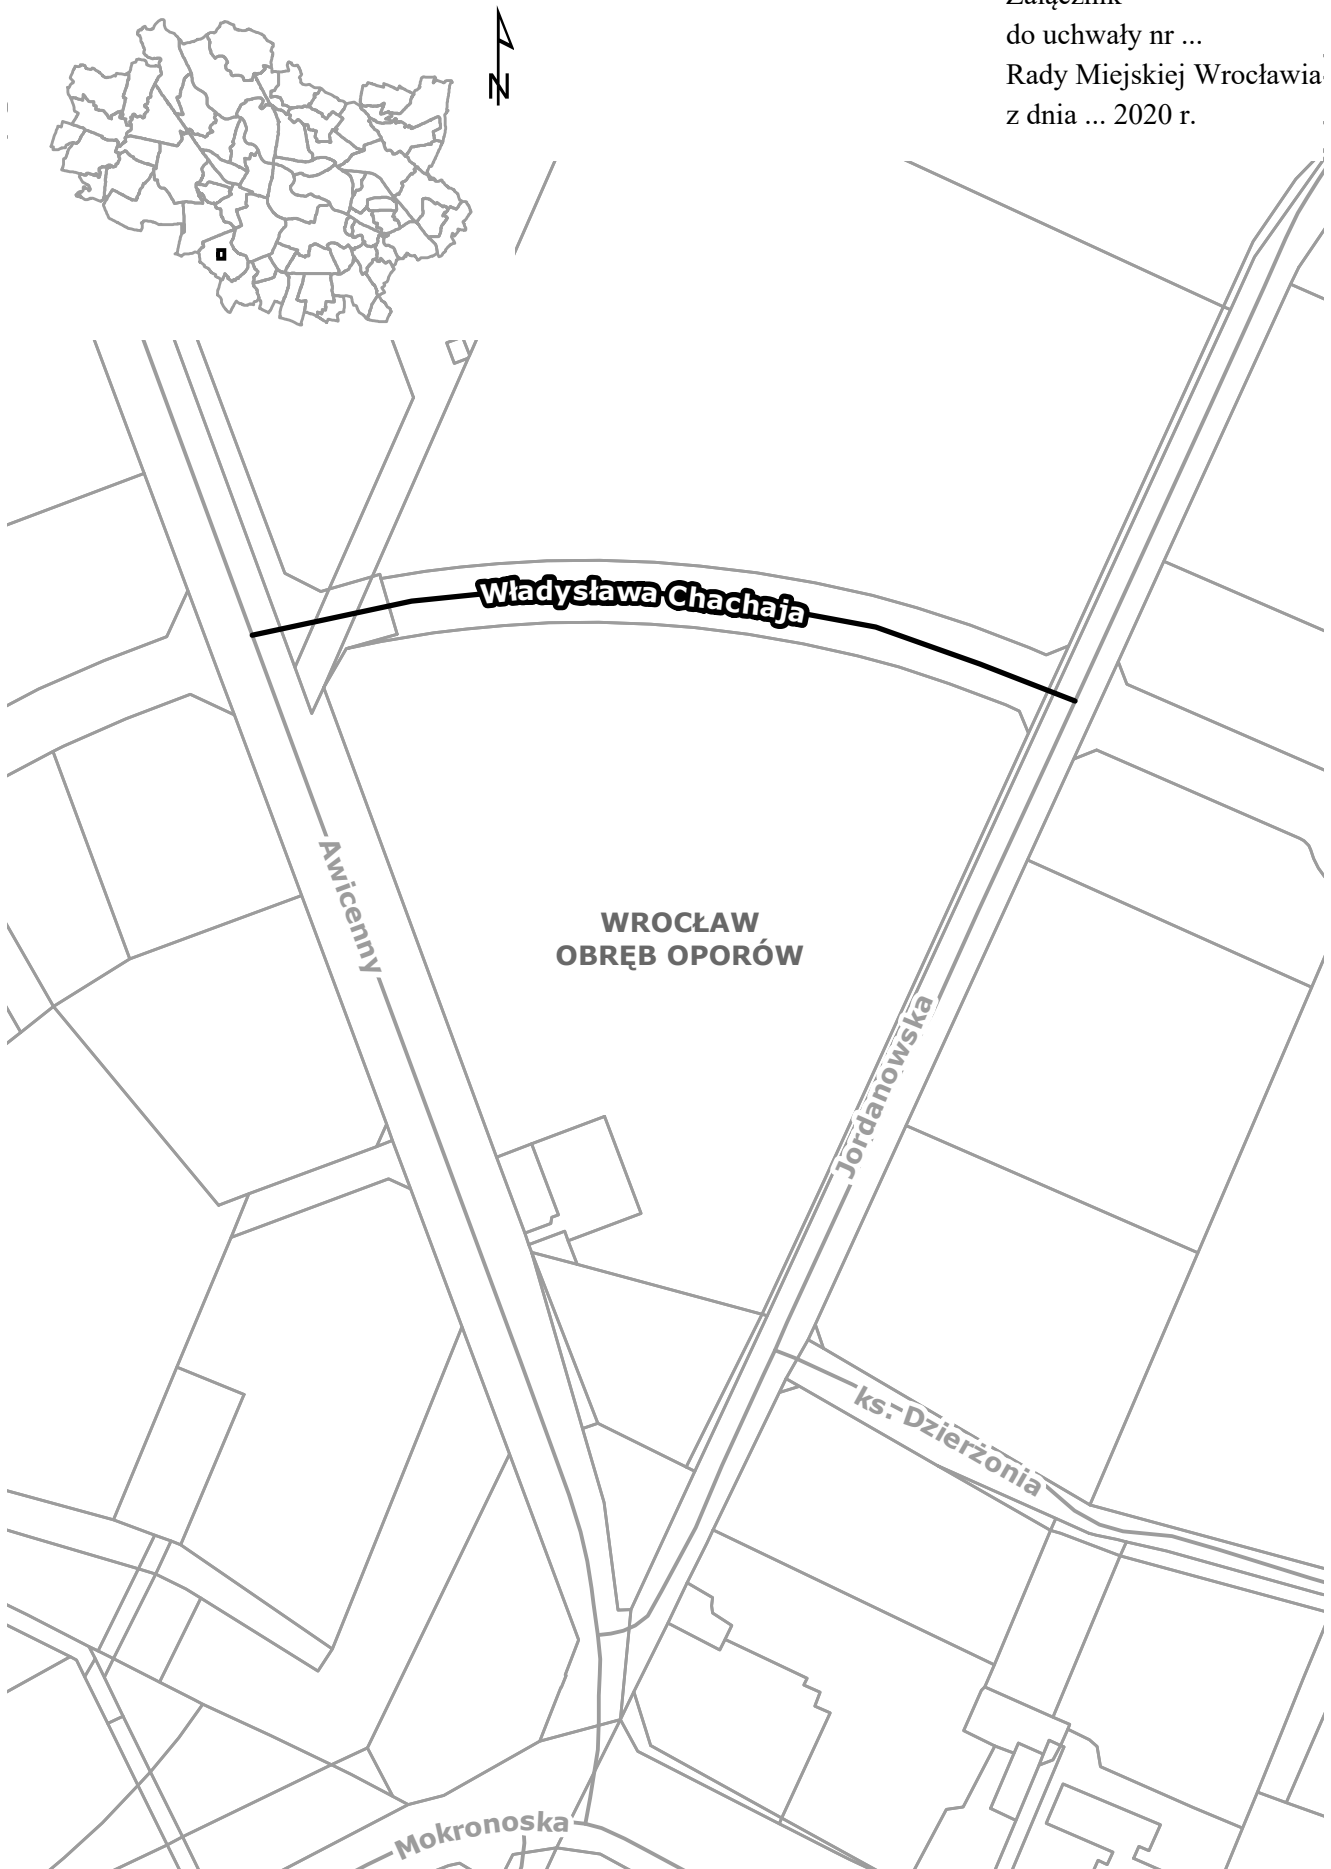 Załącznik
do uchwały nr ...
Rady Miejskiej Wrocławia
z dnia ... 2020 r.
N
Władysława Chachaja
Awicenny
WROCŁAW
OBRĘB OPORÓW
Jordanowska
ks. Dzierżonia
Mokronoska